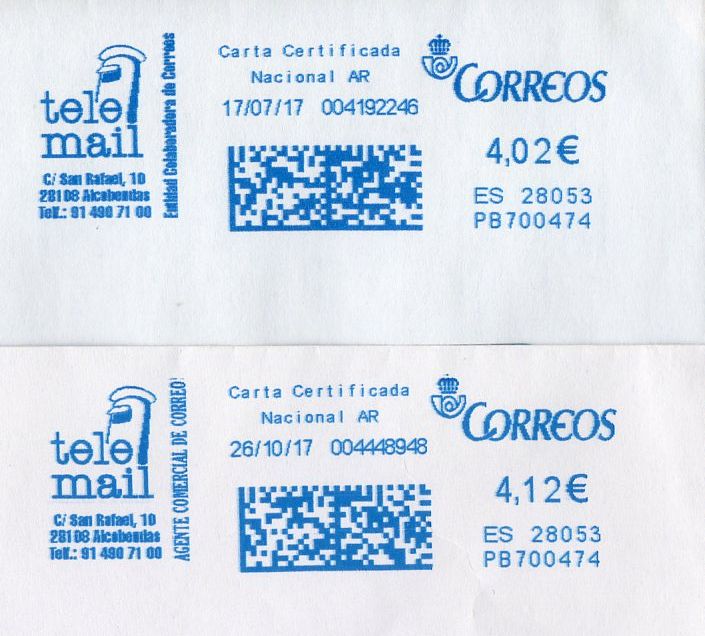 tele
mail
C/ San Rafael, 10
28108 Alcobendas
Telf.: 91 490 71 00
Entidad Colaboradora de Correos
Carta Certificada
Nacional AR
17/07/17 004192246
CORREOS
4,02€
ES 28053
PB700474
tele
mail
C/ San Rafael, 10
28108 Alcobendas
Telf.: 91 490 71 00
AGENTE COMERCIAL DE CORREO
Carta Certificada
Nacional AR
26/10/17 004448948
CORREOS
4,12€
ES 28053
PB700474